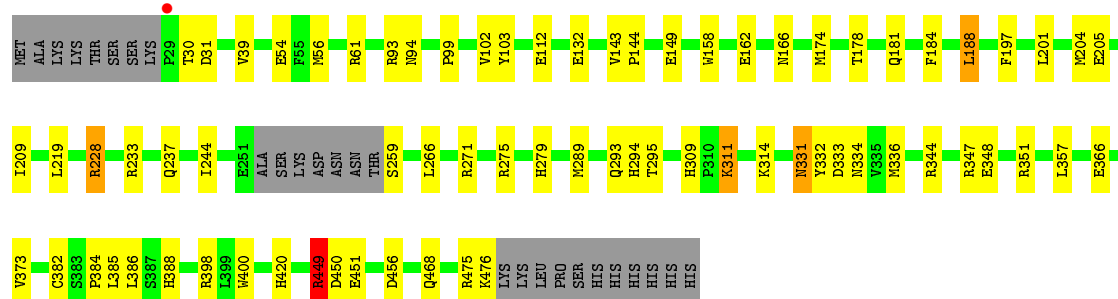 MET ALA LYS LYS THR SER SER LYS P29 T30 D31 V39 E54 F55 M56 R61 R93 N94 P99 V102 Y103 E112 E132 V143 P144 E149 W158 E162 N166 M174 T178 Q181 F184 L188 F197 L201 M204 E205
I209 L219 R228 R233 Q237 I244 E251 ALA SER LYS ASP ASN ASN THR S259 L266 R271 R275 H279 M289 Q293 H294 T295 H309 P310 K311 K314 N331 Y332 D333 N334 V335 M336 R344 R347 E348 R351 L357 E366
V373 C382 S383 P384 L385 L386 S387 H388 R398 L399 W400 H420 R449 D450 E451 D456 Q468 R475 K476 LYS LYS LEU PRO SER HIS HIS HIS HIS HIS HIS